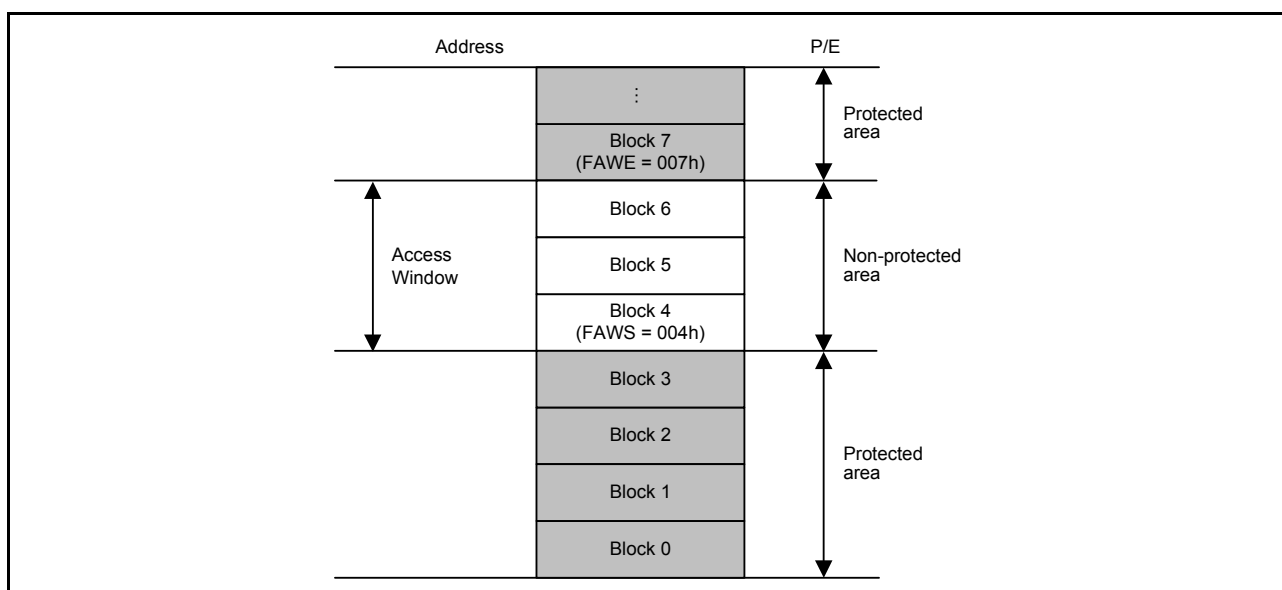 Address
P/E
⋮
Protected
area
Block 7
(FAWE = 007h)
Block 6
Access
Window
Block 5
Non-protected
area
Block 4
(FAWS = 004h)
Block 3
Block 2
Protected
area
Block 1
Block 0